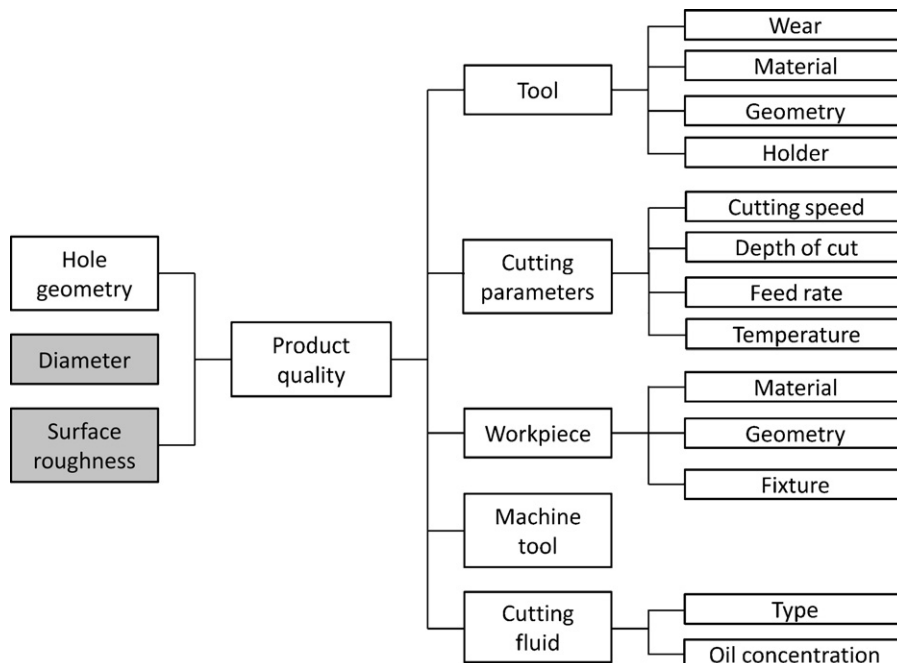 Hole
geometry
Diameter
Surface
roughness
Product
quality
Tool
Cutting
parameters
Workpiece
Machine
tool
Cutting
fluid
Wear
Material
Geometry
Holder
Cutting speed
Depth of cut
Feed rate
Temperature
Material
Geometry
Fixture
Type
Oil concentration